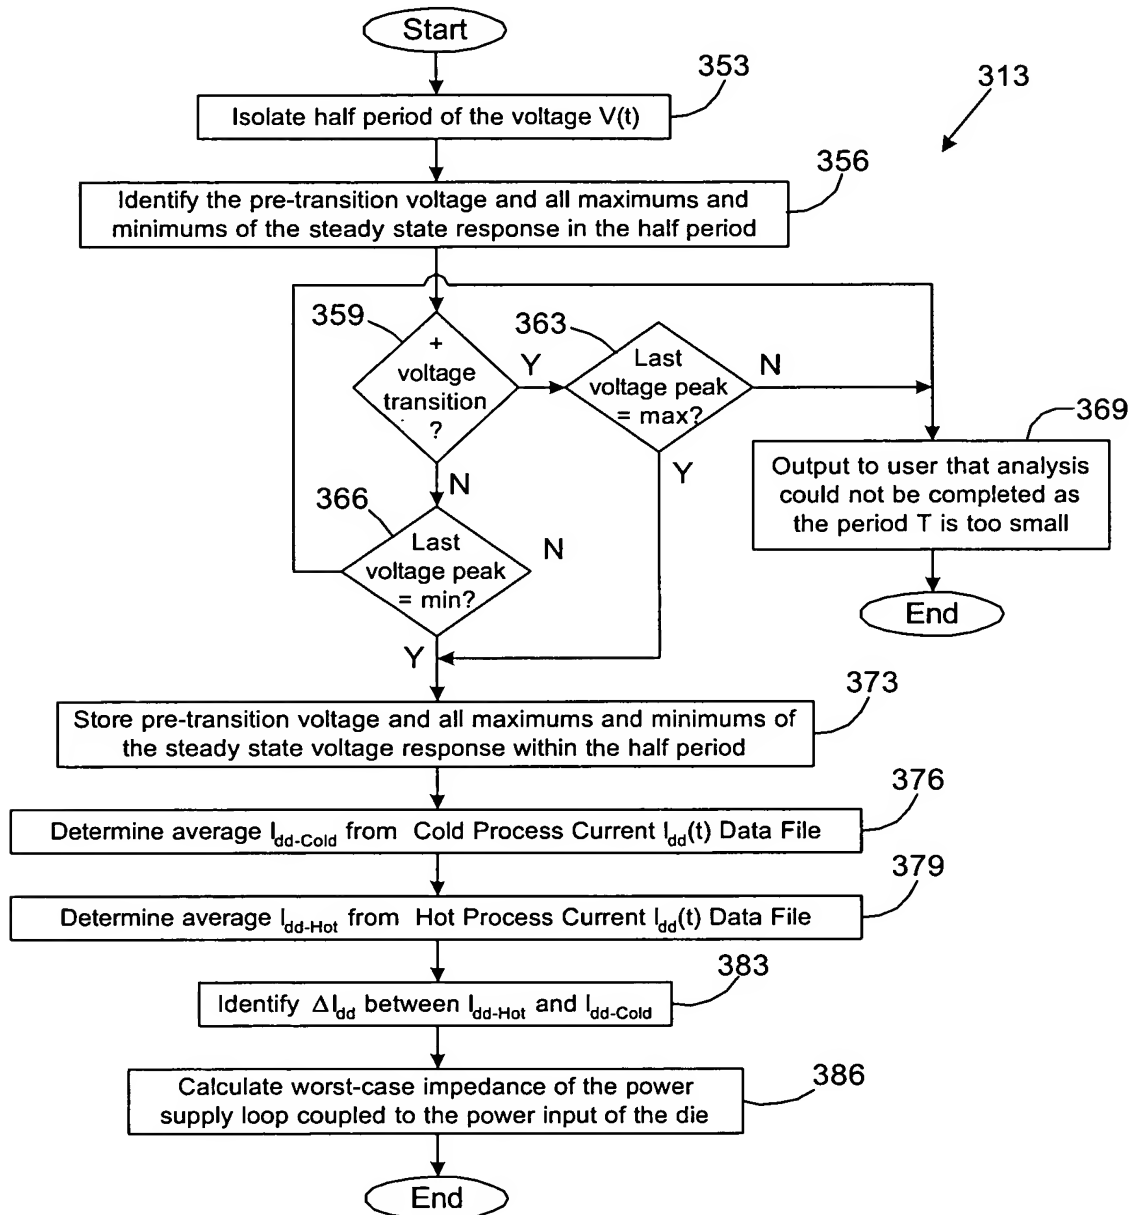 Start
353
313
Isolate half period of the voltage V(t)
356
Identify the pre-transition voltage and all maximums and
minimums of the steady state response in the half period
359
363
+
voltage
transition
?
Y
Last
voltage peak
= max?
N
369
Output to user that analysis
could not be completed as
the period T is too small
N
Y
366
Last
voltage peak
= min?
N
End
Y
373
Store pre-transition voltage and all maximums and minimums of
the steady state voltage response within the half period
376
Determine average I_dd-Cold from Cold Process Current I_dd(t) Data File
379
Determine average I_dd-Hot from Hot Process Current I_dd(t) Data File
383
Identify ΔI_dd between I_dd-Hot and I_dd-Cold
386
Calculate worst-case impedance of the power
supply loop coupled to the power input of the die
End